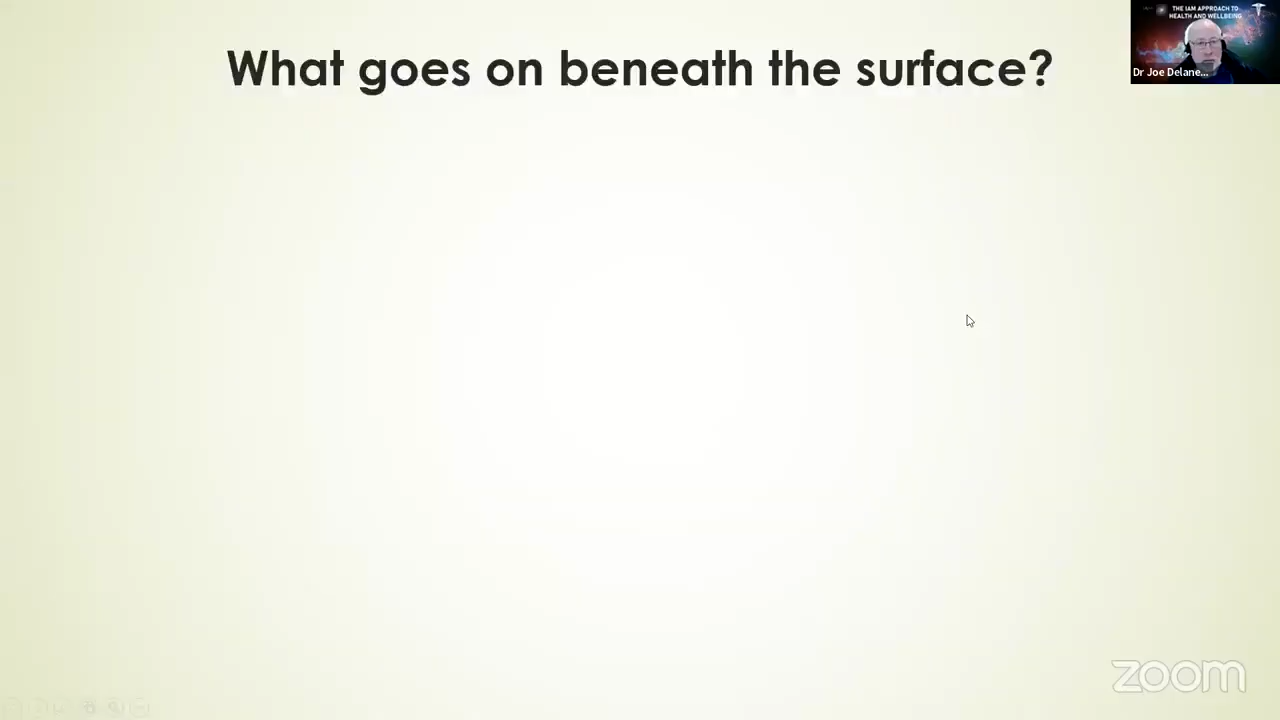 What goes on beneath the surface?
THE IAM APPROACH TO
HEALTH AND WELLBEING
Dr Joe Delane...
zoom